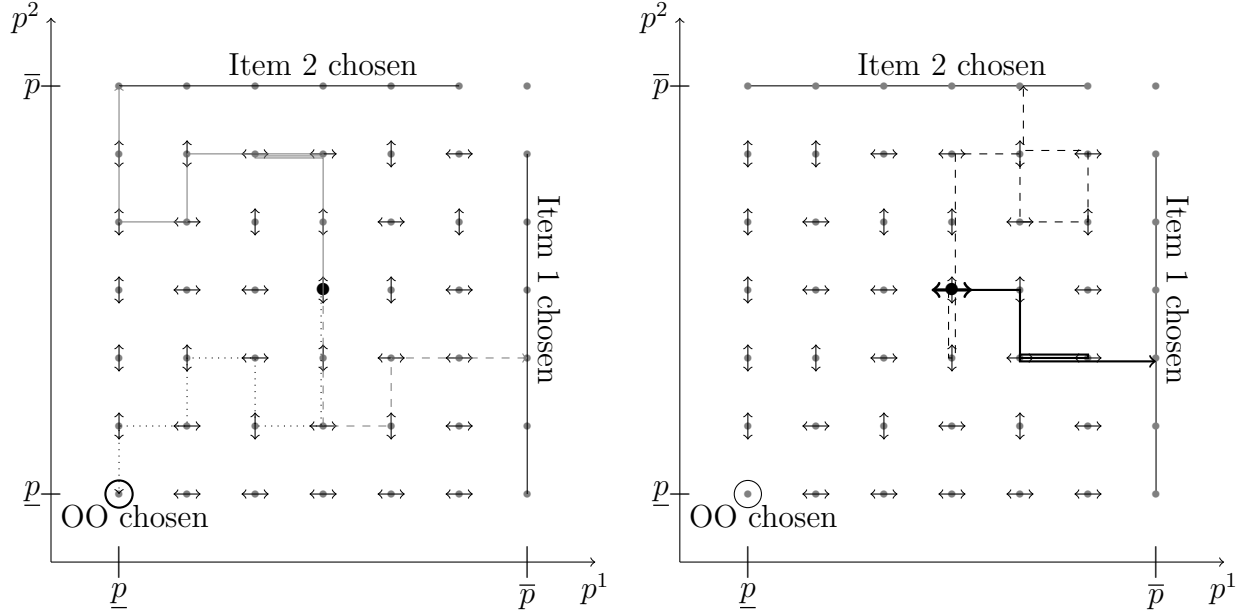 p²
p̅
Item 2 chosen
Item 1 chosen
p̲
OO chosen
p̲
p̅
p¹
p²
p̅
Item 2 chosen
Item 1 chosen
p̲
OO chosen
p̲
p̅
p¹